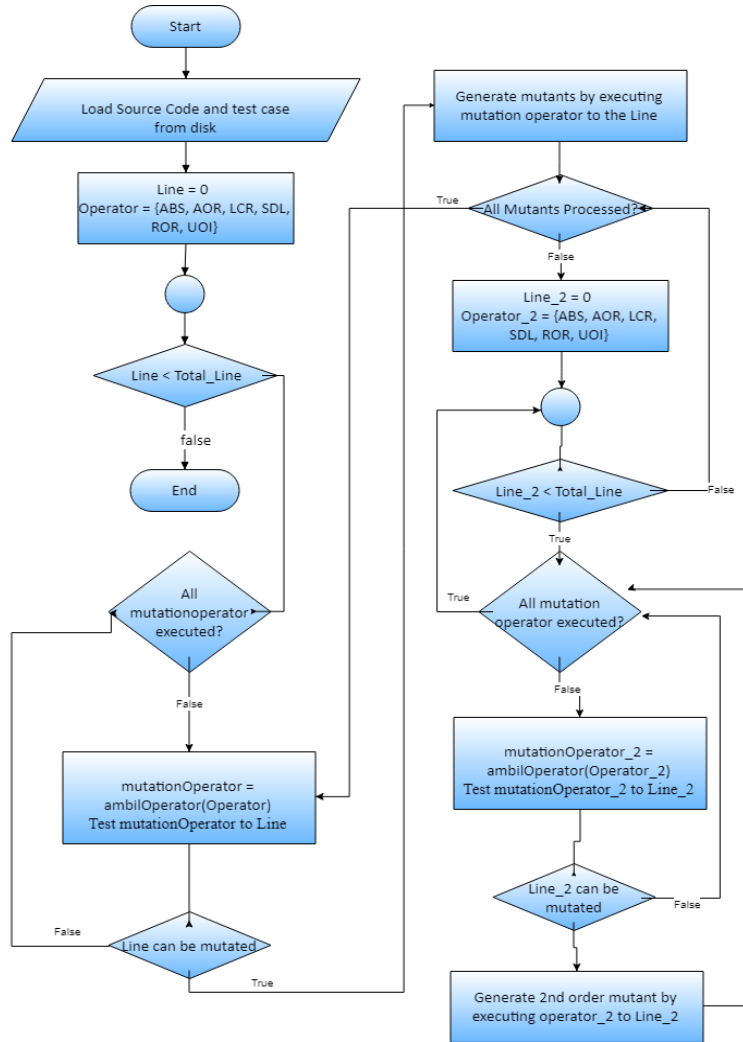 Start
Load Source Code and test case
from disk
Line = 0
Operator = {ABS, AOR, LCR, SDL,
ROR, UOI}
Line < Total_Line
false
End
All
mutationoperator
executed?
False
mutationOperator =
ambilOperator(Operator)
Test mutationOperator to Line
Line can be mutated
False
True
Generate mutants by executing
mutation operator to the Line
All Mutants Processed?
True
False
Line_2 = 0
Operator_2 = {ABS, AOR, LCR,
SDL, ROR, UOI}
Line_2 < Total_Line
False
True
All mutation
operator executed?
True
False
mutationOperator_2 =
ambilOperator(Operator_2)
Test mutationOperator_2 to Line_2
Line_2 can be
mutated
False
Generate 2nd order mutant by
executing operator_2 to Line_2